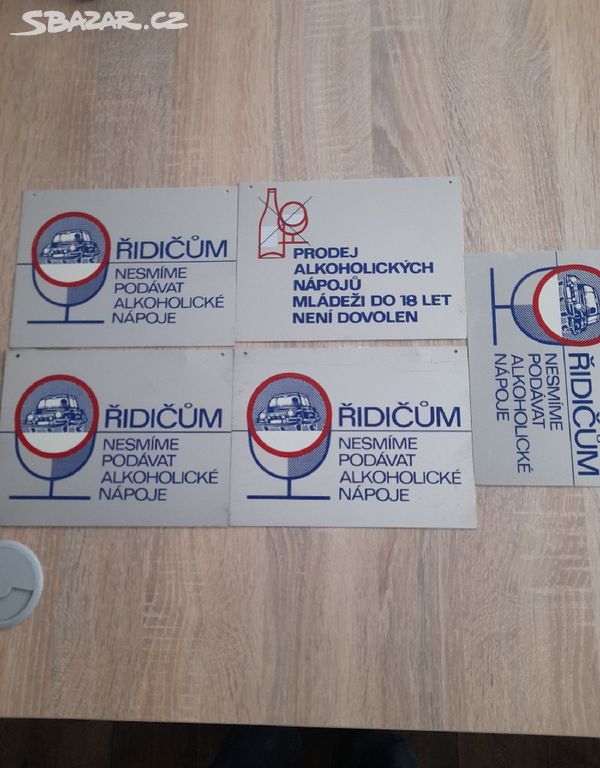 SBAZAR.CZ
ŘIDIČŮM
NESMÍME
PODÁVAT
ALKOHOLICKÉ
NÁPOJE
PRODEJ
ALKOHOLICKÝCH
NÁPOJŮ
MLÁDEŽI DO 18 LET
NENÍ DOVOLEN
ŘIDIČŮM
NESMÍME
PODÁVAT
ALKOHOLICKÉ
NÁPOJE
ŘIDIČŮM
NESMÍME
PODÁVAT
ALKOHOLICKÉ
NÁPOJE
ŘIDIČŮM
NESMÍME
PODÁVAT
ALKOHOLICKÉ
NÁPOJE